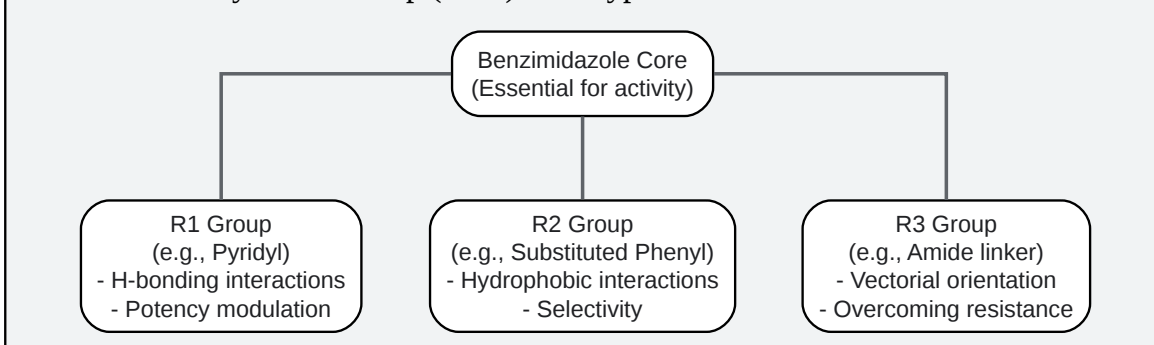 Benzimidazole Core
(Essential for activity)
R1 Group
(e.g., Pyridyl)
- H-bonding interactions
- Potency modulation
R2 Group
(e.g., Substituted Phenyl)
- Hydrophobic interactions
- Selectivity
R3 Group
(e.g., Amide linker)
- Vectorial orientation
- Overcoming resistance